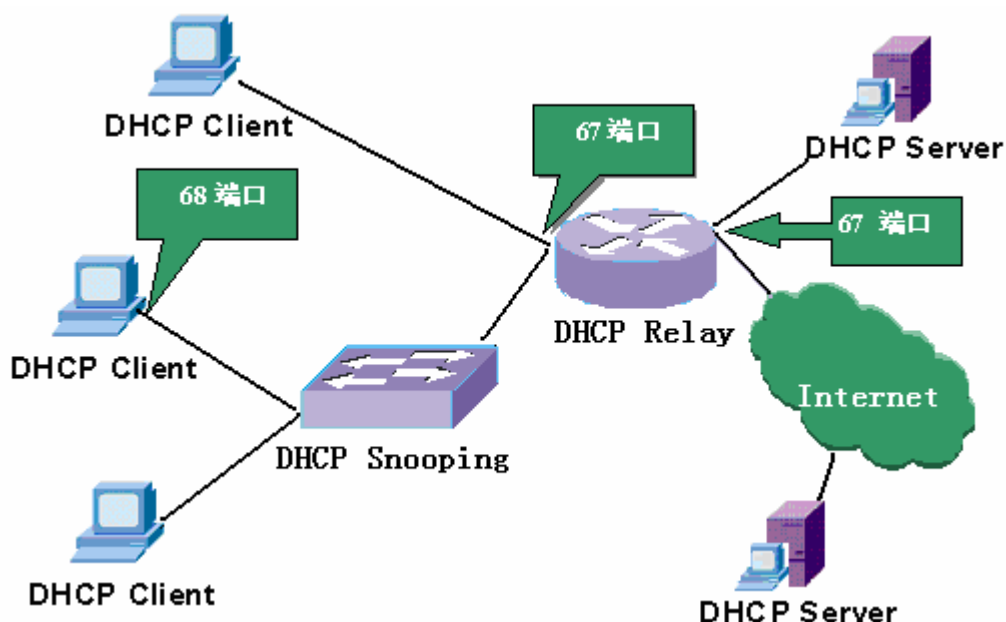 DHCP Client
67 端口
DHCP Server
68 端口
67 端口
DHCP Client
DHCP Relay
Internet
DHCP Snooping
DHCP Client
DHCP Server